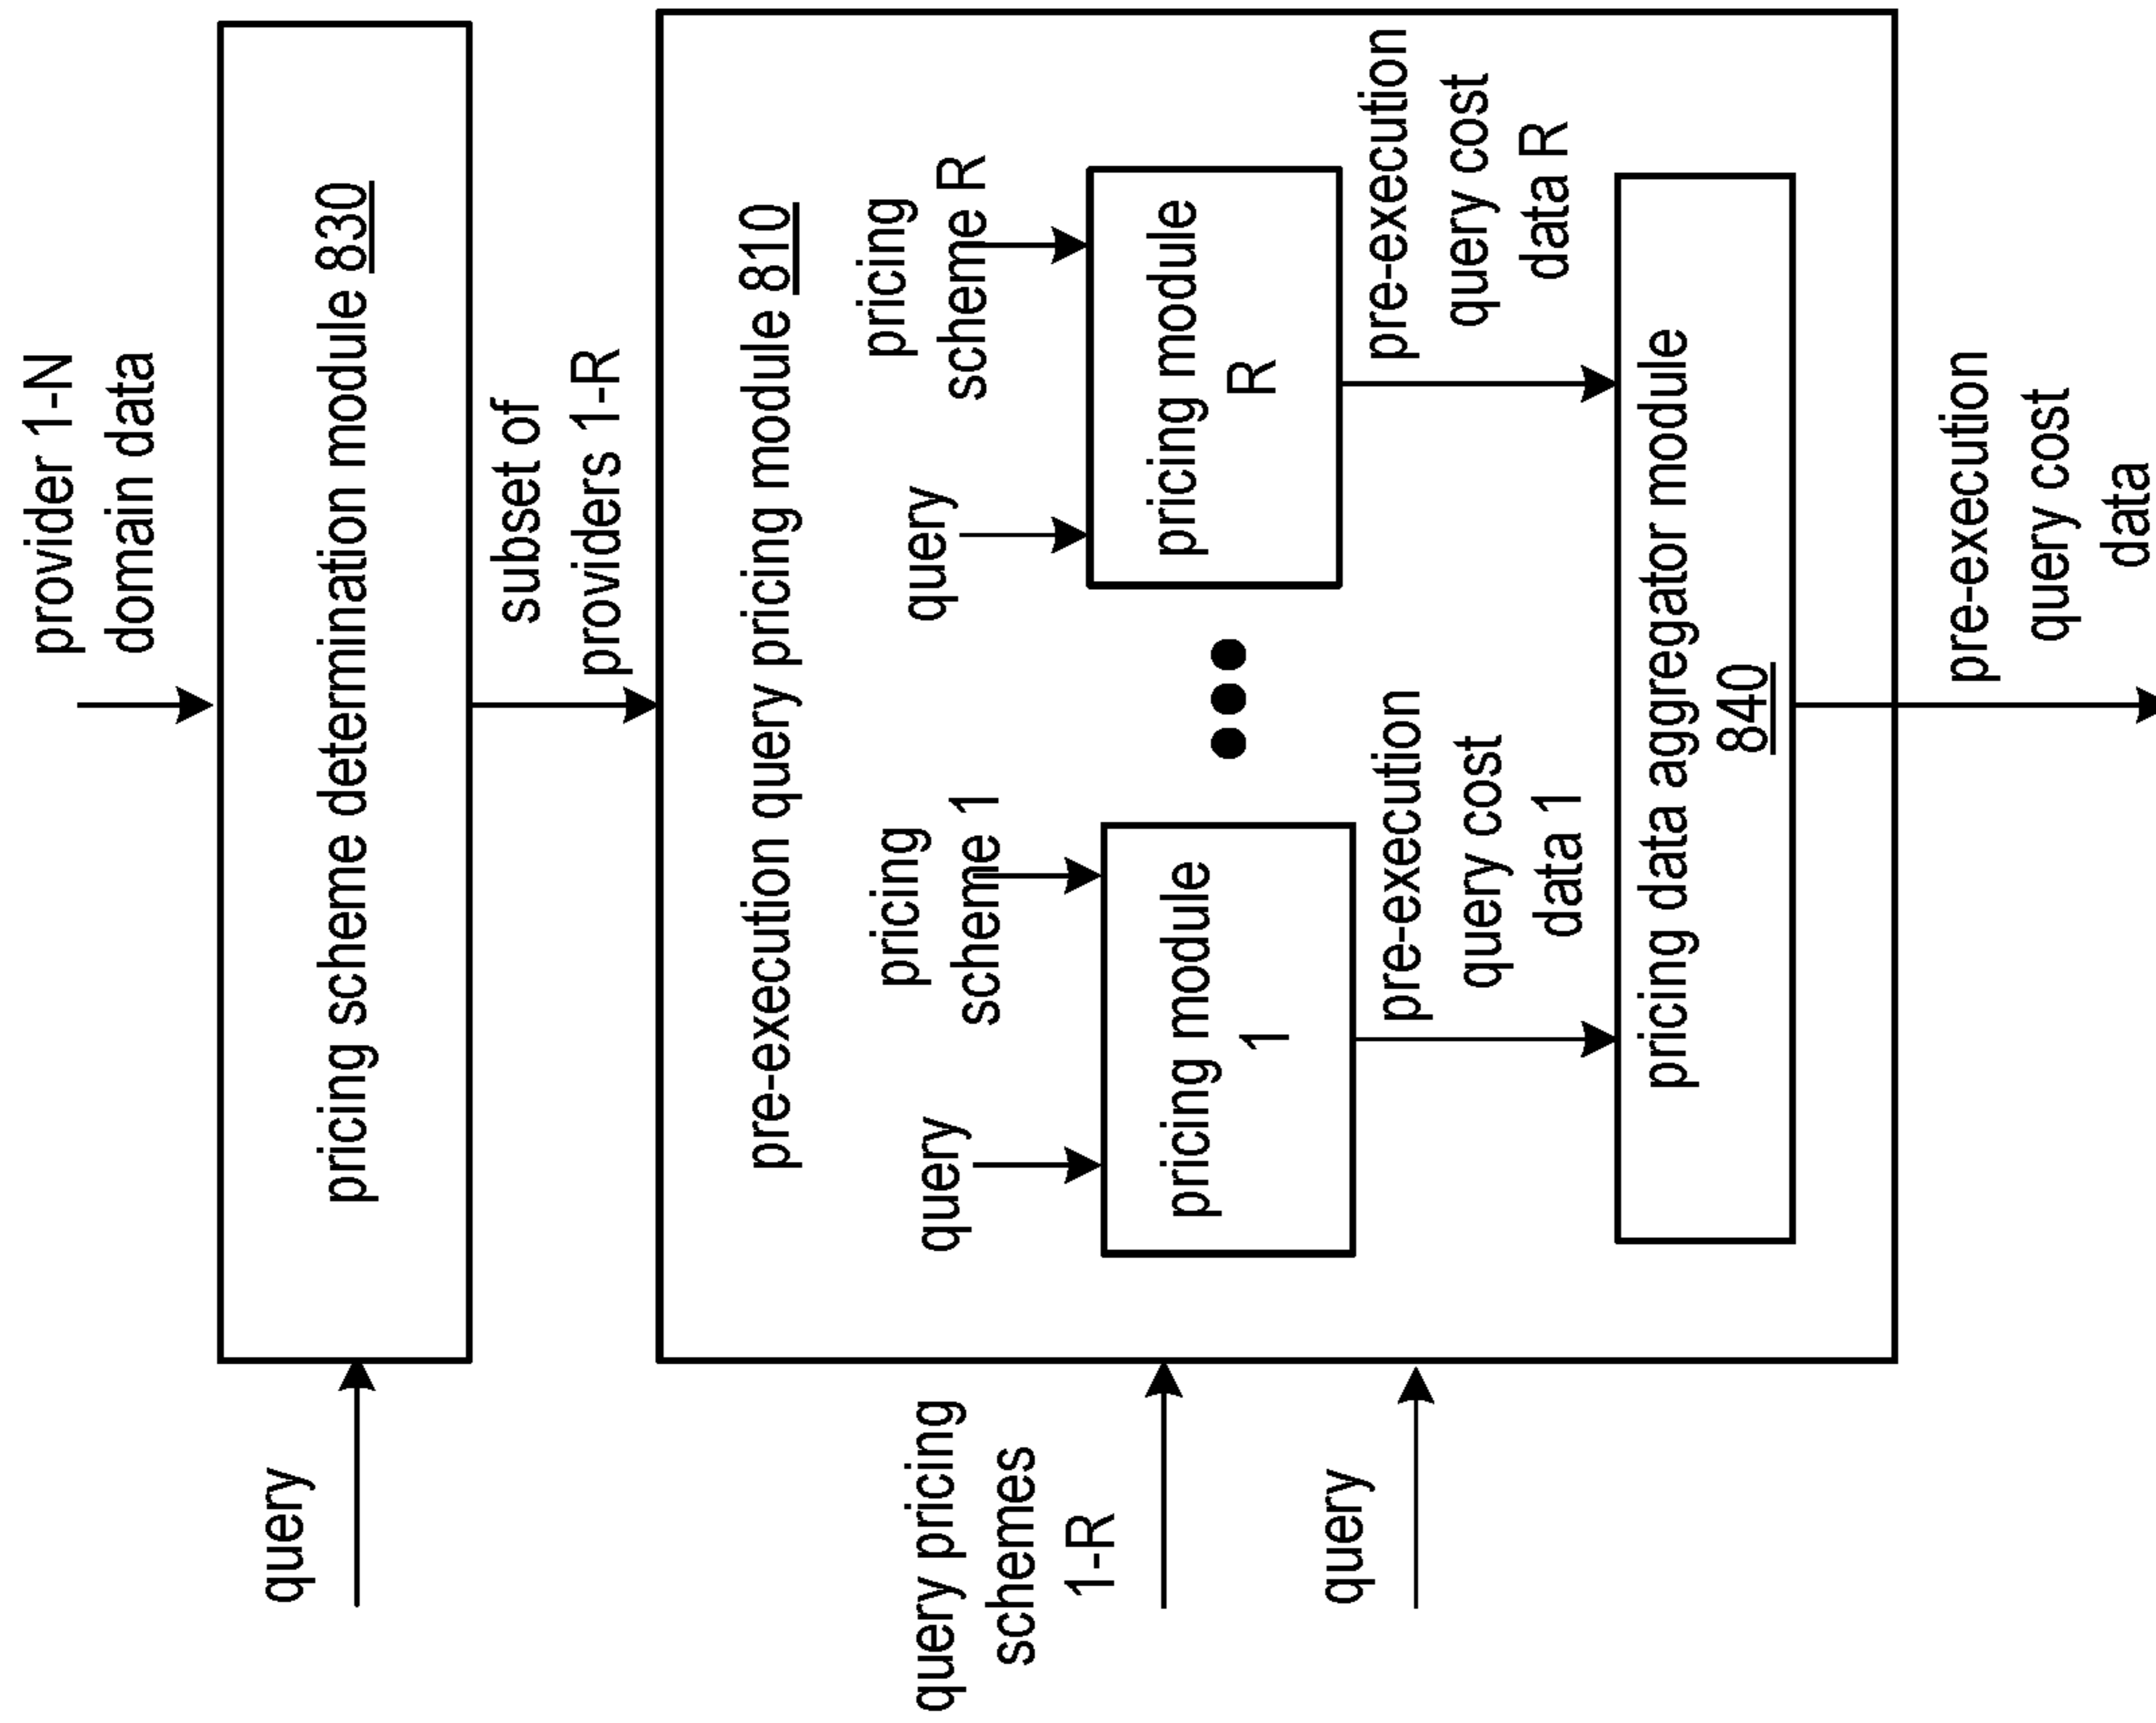 provider 1-N
domain data
query
pricing scheme determination module 830
subset of
providers 1-R
query pricing
schemes
1-R
query
pre-execution query pricing module 810
query
pricing
scheme 1
pricing module
1
pre-execution
query cost
data 1
query
pricing
scheme R
pricing module
R
pre-execution
query cost
data R
pricing data aggregator module
840
pre-execution
query cost
data